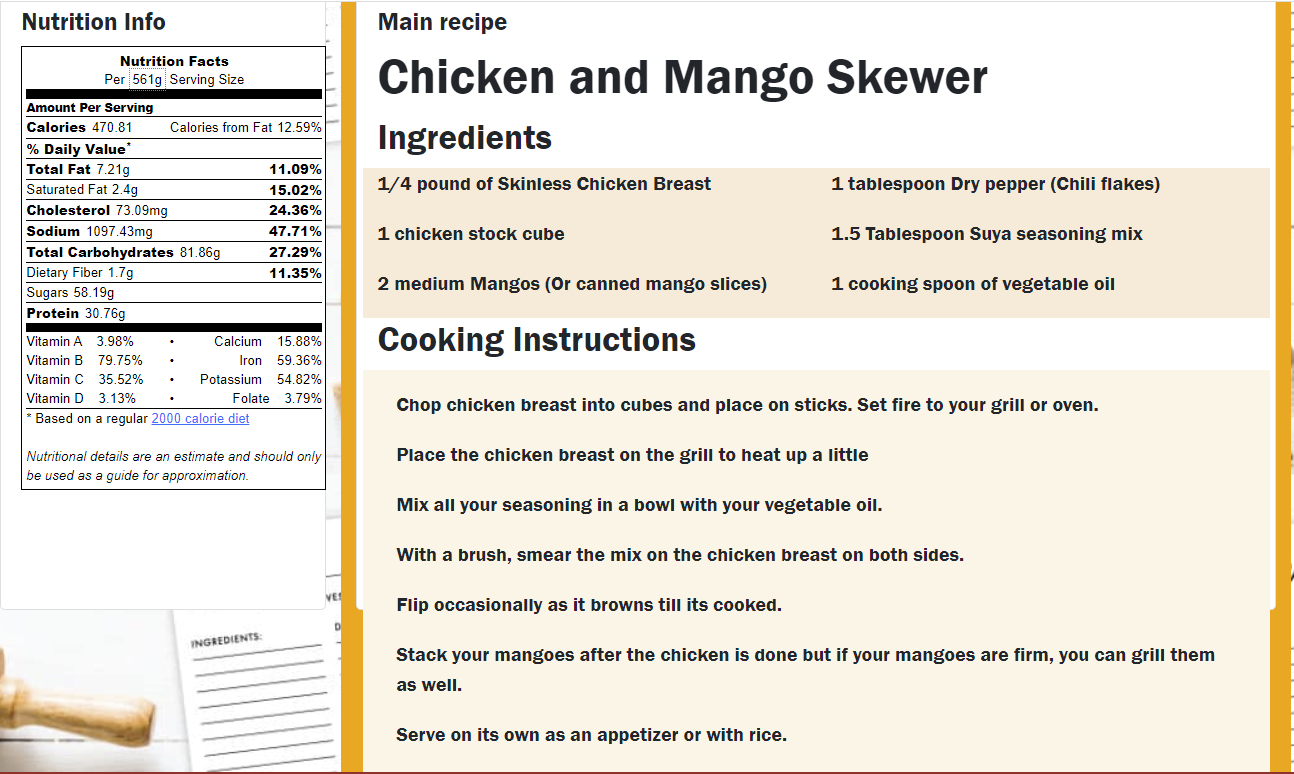 Nutrition Info
Nutrition Facts
Per 561g Serving Size
Amount Per Serving
Calories 470.81 Calories from Fat 12.59%
% Daily Value*
Total Fat 7.21g 11.09%
Saturated Fat 2.4g 15.02%
Cholesterol 73.09mg 24.36%
Sodium 1097.43mg 47.71%
Total Carbohydrates 81.86g 27.29%
Dietary Fiber 1.7g 11.35%
Sugars 58.19g
Protein 30.76g
Vitamin A 3.98% • Calcium 15.88%
Vitamin B 79.75% • Iron 59.36%
Vitamin C 35.52% • Potassium 54.82%
Vitamin D 3.13% • Folate 3.79%
* Based on a regular 2000 calorie diet
Nutritional details are an estimate and should only
be used as a guide for approximation.
INGREDIENTS:
Main recipe
Chicken and Mango Skewer
Ingredients
1/4 pound of Skinless Chicken Breast
1 tablespoon Dry pepper (Chili flakes)
1 chicken stock cube
1.5 Tablespoon Suya seasoning mix
2 medium Mangos (Or canned mango slices)
1 cooking spoon of vegetable oil
Cooking Instructions
Chop chicken breast into cubes and place on sticks. Set fire to your grill or oven.
Place the chicken breast on the grill to heat up a little
Mix all your seasoning in a bowl with your vegetable oil.
With a brush, smear the mix on the chicken breast on both sides.
Flip occasionally as it browns till its cooked.
Stack your mangoes after the chicken is done but if your mangoes are firm, you can grill them
as well.
Serve on its own as an appetizer or with rice.